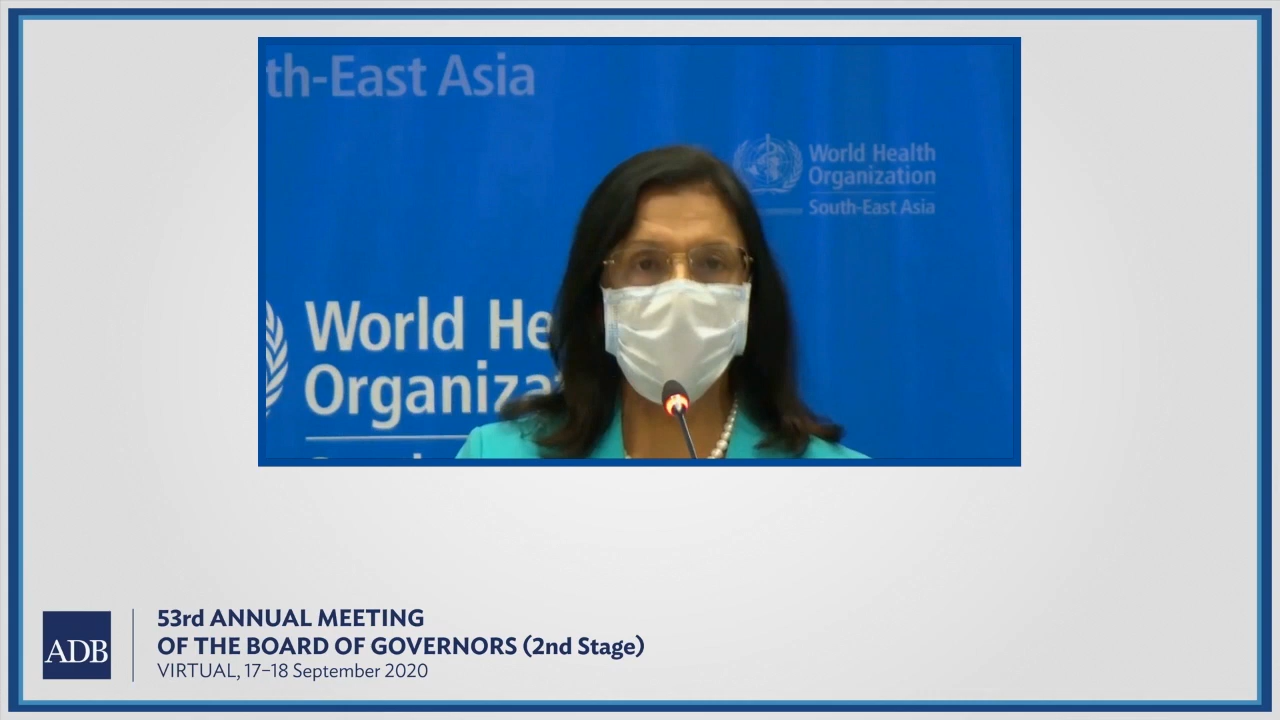 th-East Asia
World Health
Organization
South-East Asia
World He
Organiza
ADB
53rd ANNUAL MEETING
OF THE BOARD OF GOVERNORS (2nd Stage)
VIRTUAL, 17–18 September 2020